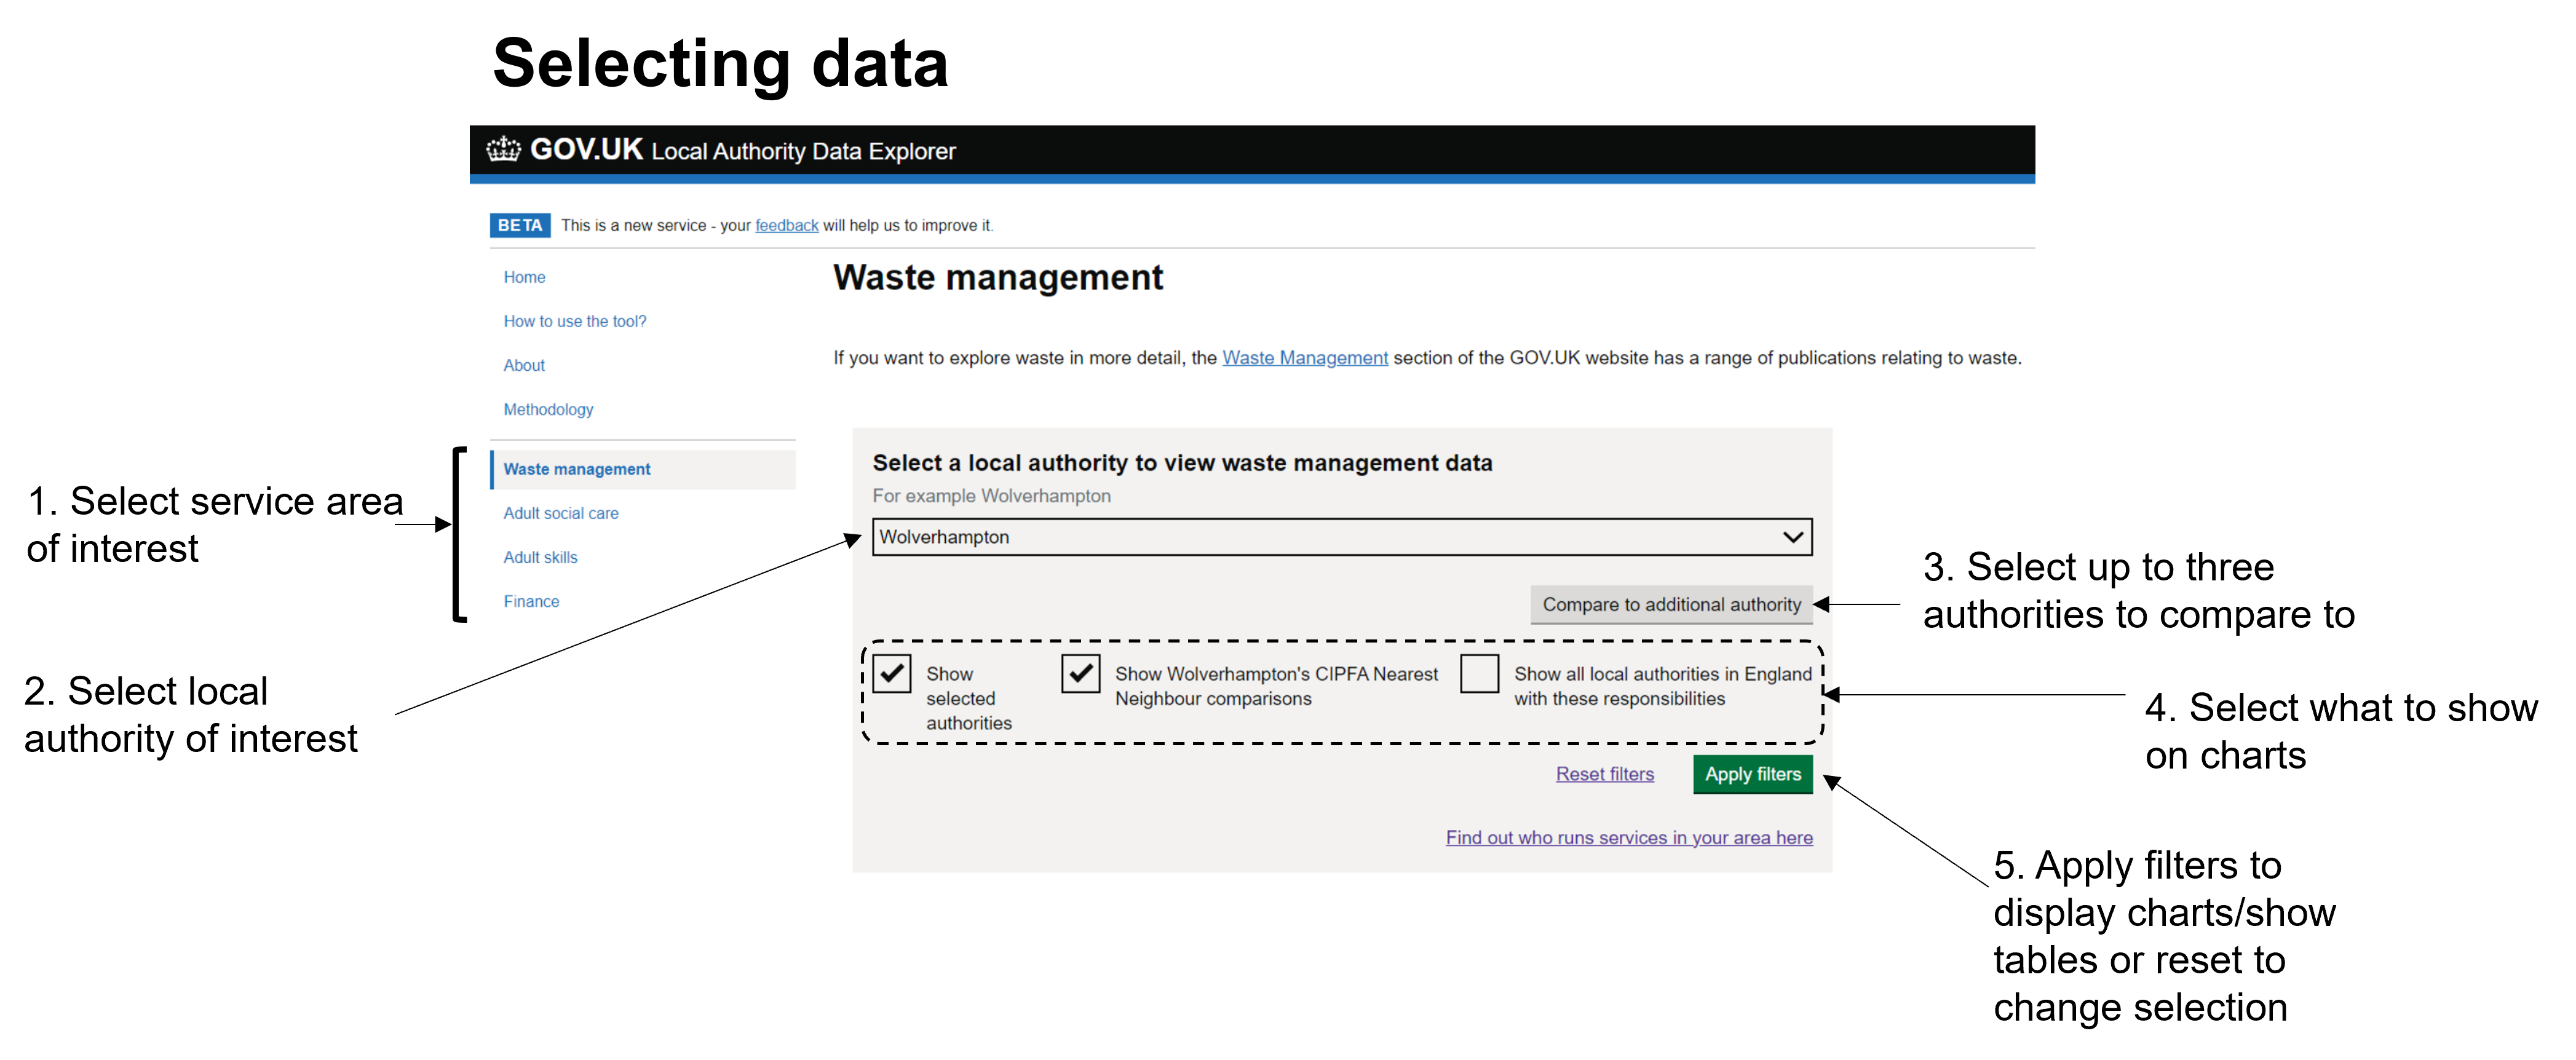 Selecting data
GOV.UK Local Authority Data Explorer
BETA This is a new service - your feedback will help us to improve it.
Home
How to use the tool?
About
Methodology
Waste management
Adult social care
Adult skills
Finance
Waste management
If you want to explore waste in more detail, the Waste Management section of the GOV.UK website has a range of publications relating to waste.
Select a local authority to view waste management data
For example Wolverhampton
Wolverhampton
Compare to additional authority
Show
selected
authorities
Show Wolverhampton's CIPFA Nearest
Neighbour comparisons
Show all local authorities in England
with these responsibilities
Reset filters
Apply filters
Find out who runs services in your area here
1. Select service area
of interest
2. Select local
authority of interest
3. Select up to three
authorities to compare to
4. Select what to show
on charts
5. Apply filters to
display charts/show
tables or reset to
change selection